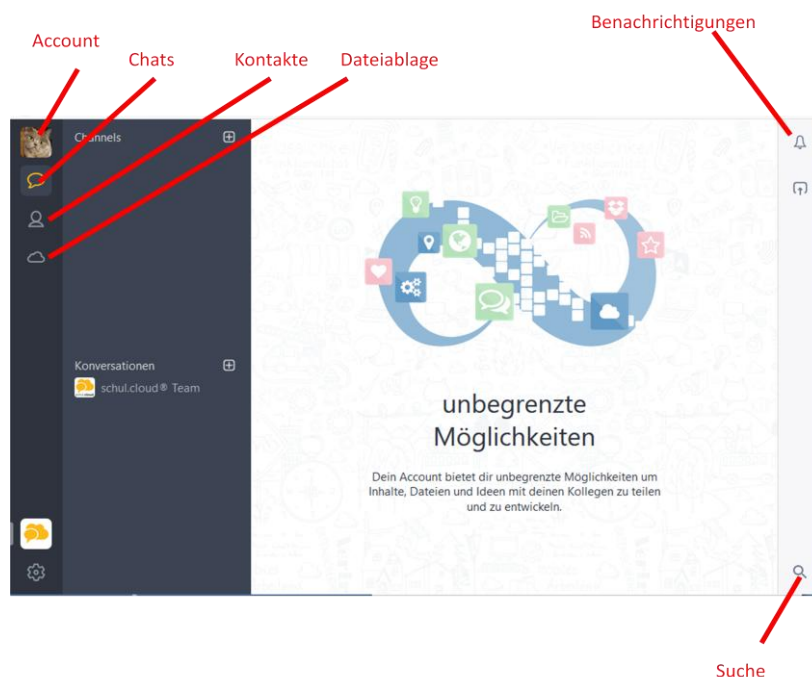 Benachrichtigungen
Account
Chats
Kontakte
Dateiablage
Channels
Konversationen
schul.cloud® Team
unbegrenzte
Möglichkeiten
Dein Account bietet dir unbegrenzte Möglichkeiten um
Inhalte, Dateien und Ideen mit deinen Kollegen zu teilen
und zu entwickeln.
Suche